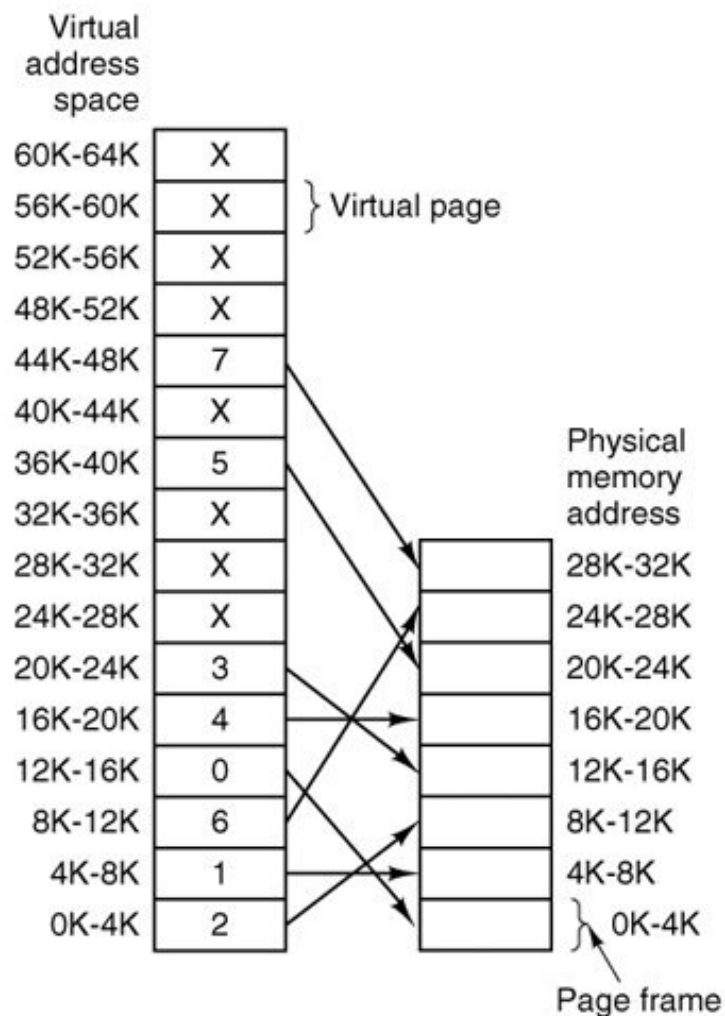 Virtual
address
space
60K-64K X
56K-60K X Virtual page
52K-56K X
48K-52K X
44K-48K 7
40K-44K X
36K-40K 5
32K-36K X
28K-32K X
24K-28K X
20K-24K 3
16K-20K 4
12K-16K 0
8K-12K 6
4K-8K 1
0K-4K 2
Physical
memory
address
28K-32K
24K-28K
20K-24K
16K-20K
12K-16K
8K-12K
4K-8K
0K-4K
Page frame